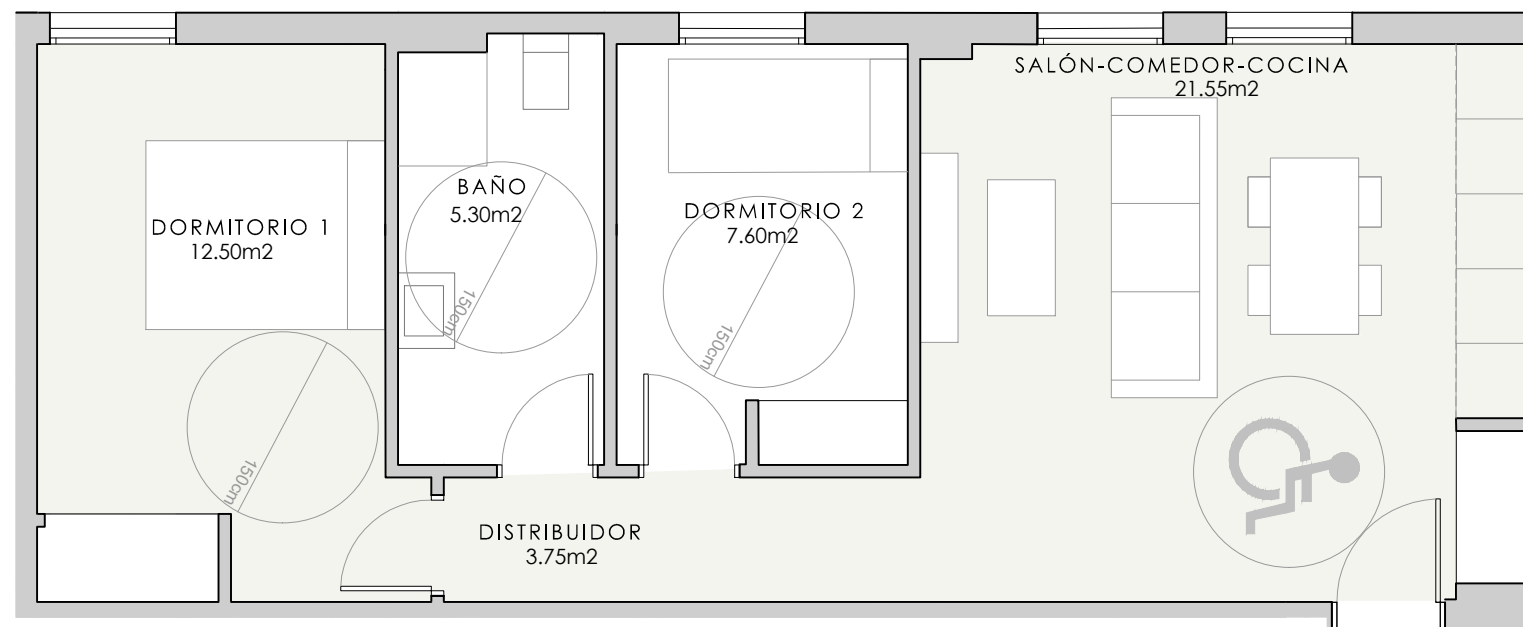 SALÓN-COMEDOR-COCINA
21.55m2
BAÑO
5.30m2
DORMITORIO 1
12.50m2
DORMITORIO 2
7.60m2
150cm
150cm
150cm
DISTRIBUIDOR
3.75m2